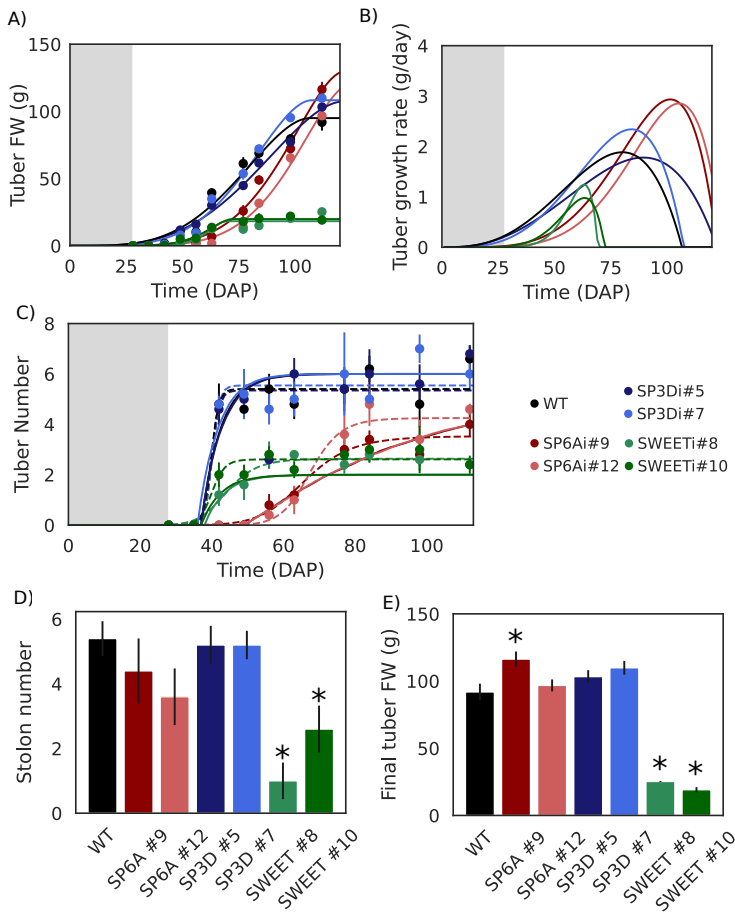 A)
Tuber FW (g)
150
100
50
0
0 25 50 75 100
Time (DAP)
B)
Tuber growth rate (g/day)
4
3
2
1
0
0 25 50 75 100
Time (DAP)
C)
Tuber Number
8
6
4
2
0
0 20 40 60 80 100
Time (DAP)
WT
SP6Ai#9
SP6Ai#12
SP3Di#5
SP3Di#7
SWEETi#8
SWEETi#10
D)
Stolon number
6
4
2
0
*
*
WT
SP6A #9
SP6A #12
SP3D #5
SP3D #7
SWEET #8
SWEET #10
E)
Final tuber FW (g)
150
100
50
0
*
*
*
WT
SP6A #9
SP6A #12
SP3D #5
SP3D #7
SWEET #8
SWEET #10